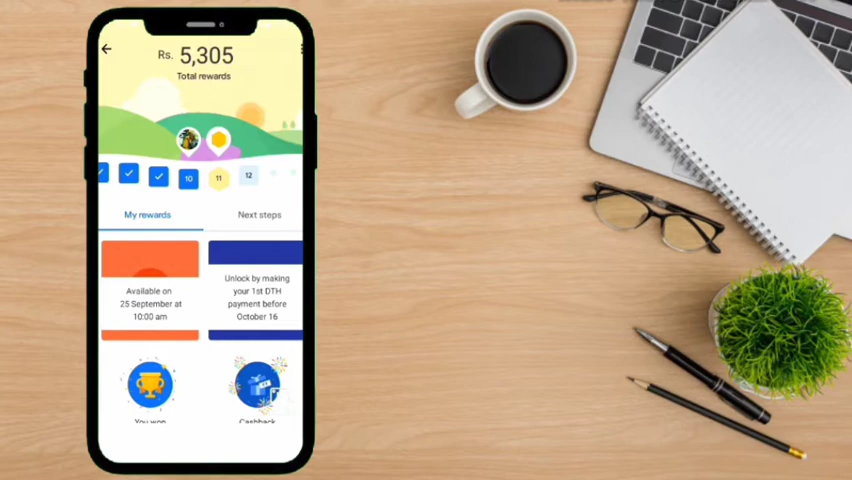 Rs. 5,305
Total rewards
10
11
12
My rewards
Next steps
Available on
25 September at
10:00 am
Unlock by making
your 1st DTH
payment before
October 16
You won
Cashback